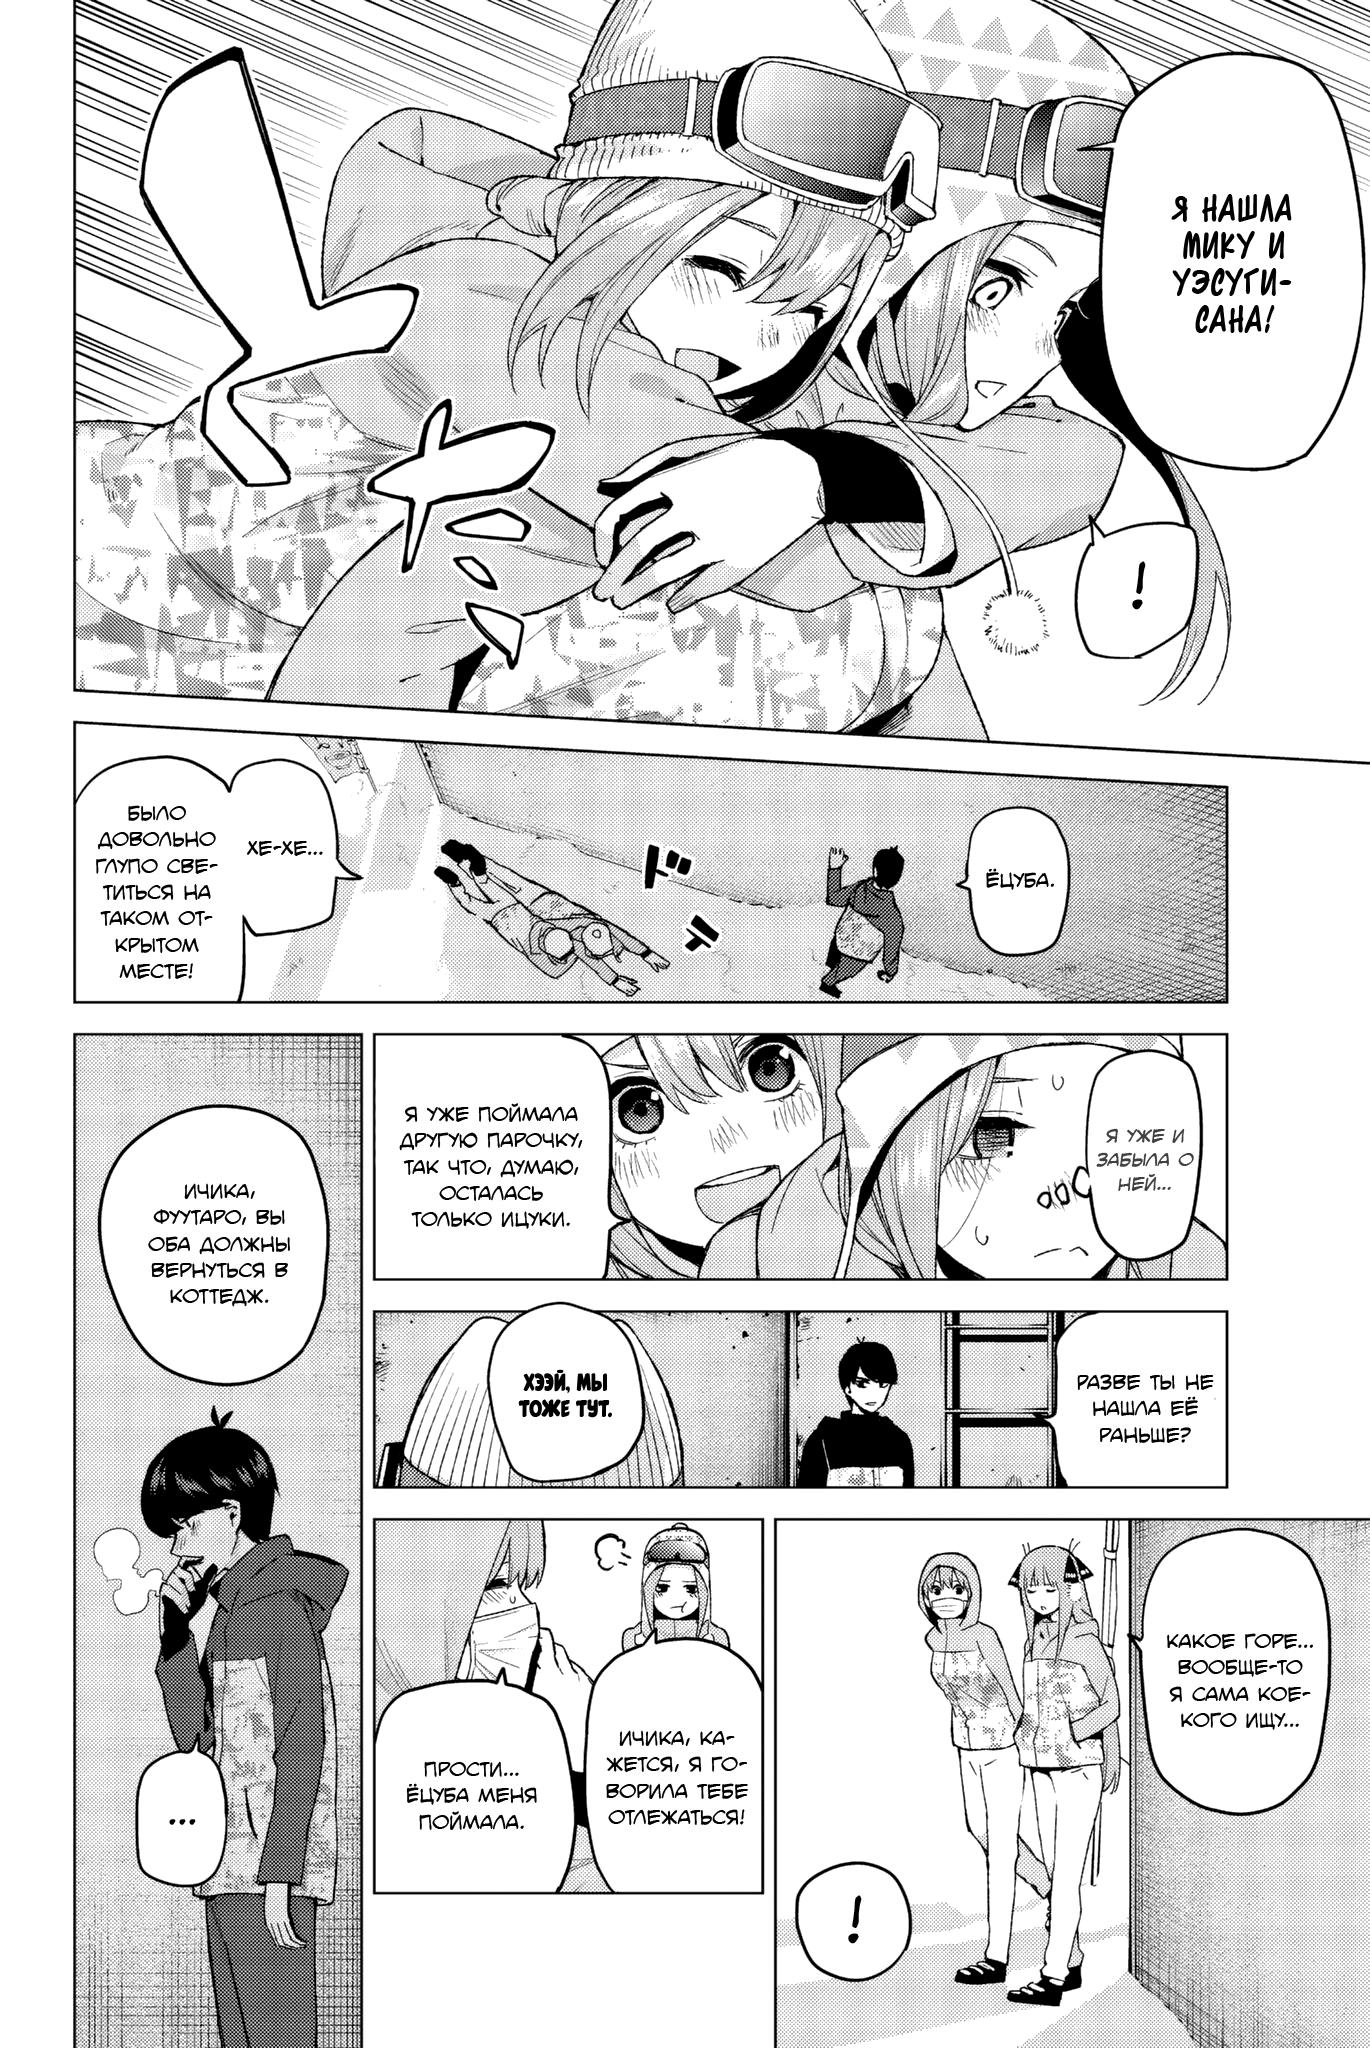 Я НАШЛА
МИКУ И
УЭСУГИ-
САНА!
!
ЁЦУБА.
ドテ
ХЕ-ХЕ...
БЫЛО
ДОВОЛЬНО
ГЛУПО СВЕ-
ТИТЬСЯ НА
ТАКОМ ОТ-
КРЫТОМ
МЕСТЕ!
Я УЖЕ И
ЗАБЫЛА О
НЕЙ...
Я УЖЕ ПОЙМАЛА
ДРУГУЮ ПАРОЧКУ,
ТАК ЧТО, ДУМАЮ,
ОСТАЛАСЬ
ТОЛЬКО ИЦУКИ.
РАЗВЕ ТЫ НЕ
НАШЛА ЕЁ
РАНЬШЕ?
ХЭЭЙ, МЫ
ТОЖЕ ТУТ.
КАКОЕ ГОРЕ...
ВООБЩЕ-ТО
Я САМА КОЕ-
КОГО ИЩУ...
!
ИЧИКА, КА-
ЖЕТСЯ, Я ГО-
ВОРИЛА ТЕБЕ
ОТЛЕЖАТЬСЯ!
ПРОСТИ...
ЁЦУБА МЕНЯ
ПОЙМАЛА.
ИЧИКА,
ФУУТАРО, ВЫ
ОБА ДОЛЖНЫ
ВЕРНУТЬСЯ В
КОТТЕДЖ.
...